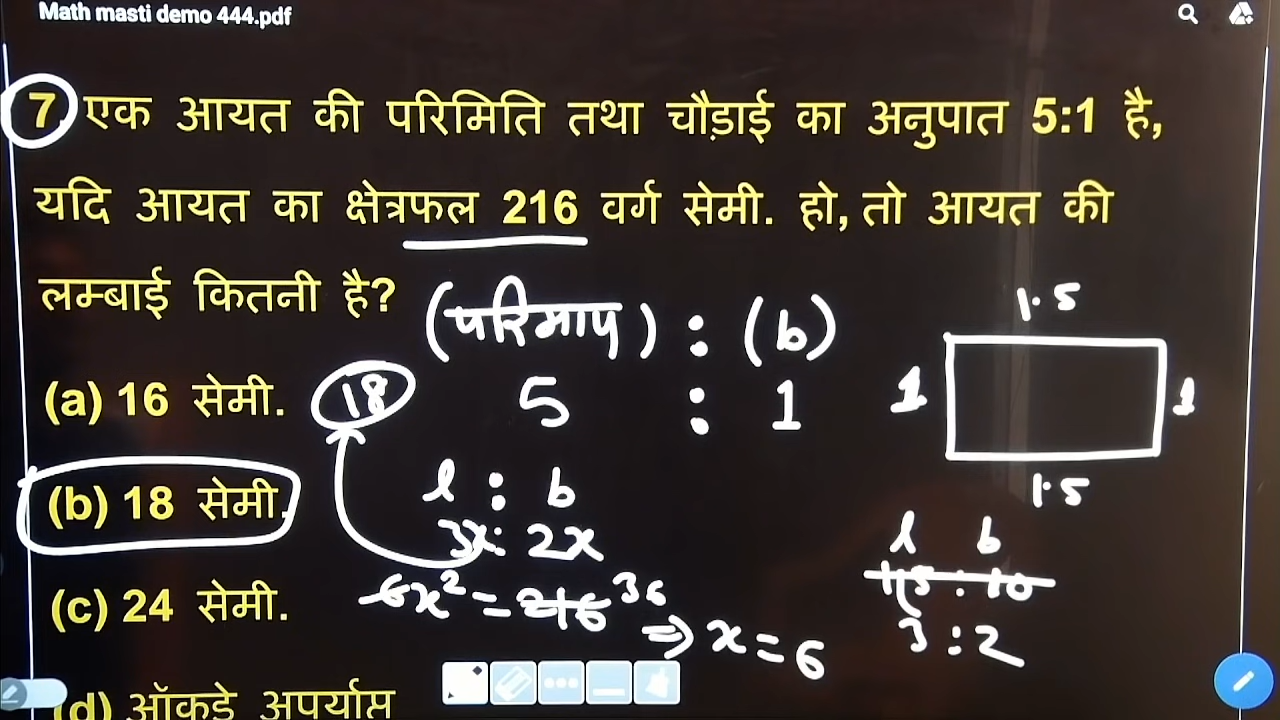 Math masti demo 444.pdf
7. एक आयत की परिमिति तथा चौड़ाई का अनुपात 5:1 है,
यदि आयत का क्षेत्रफल 216 वर्ग सेमी. हो, तो आयत की
लम्बाई कितनी है?
(परिमाप) : (b)
1.5
(a) 16 सेमी.
18
5 : 1
1
1
1.5
l : b
(b) 18 सेमी.
3x : 2x
l b
15 : 10
6x² = 216 36
(c) 24 सेमी.
⇒ x = 6
3 : 2
(d) ऑकडे अपर्याप्त